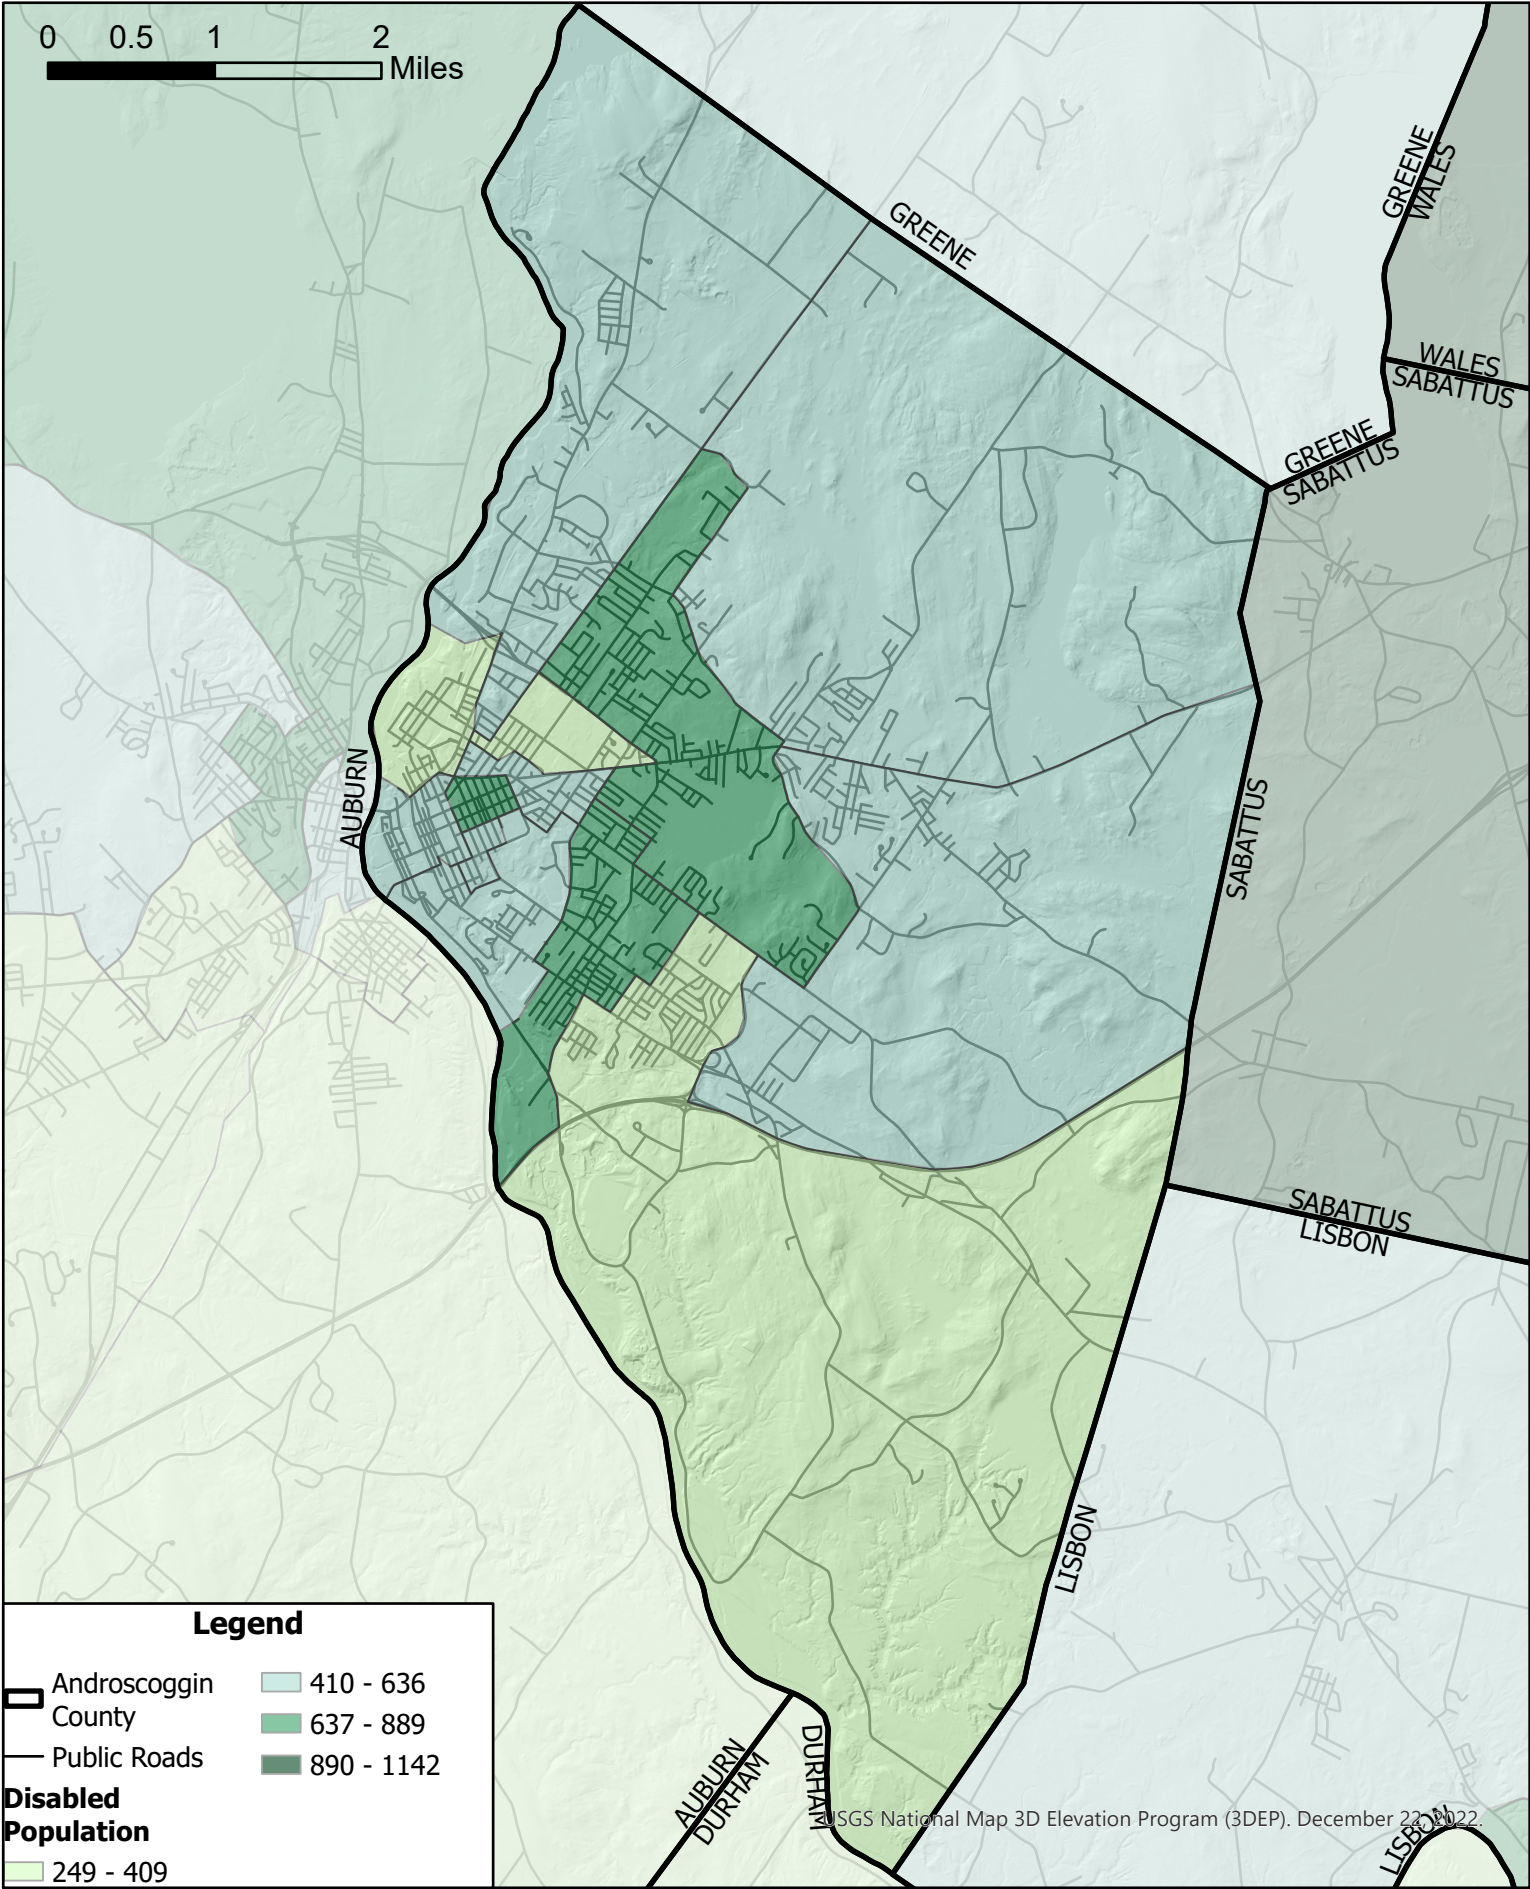 0 0.5 1 2
Miles
GREENE
WALES
GREENE
WALES
SABATTUS
GREENE
SABATTUS
AUBURN
SABATTUS
SABATTUS
LISBON
LISBON
AUBURN
DURHAM
DURHAM
USGS National Map 3D Elevation Program (3DEP). December 22, 2022.
LISBON
Legend
Androscoggin
County
Public Roads
Disabled
Population
249 - 409
410 - 636
637 - 889
890 - 1142